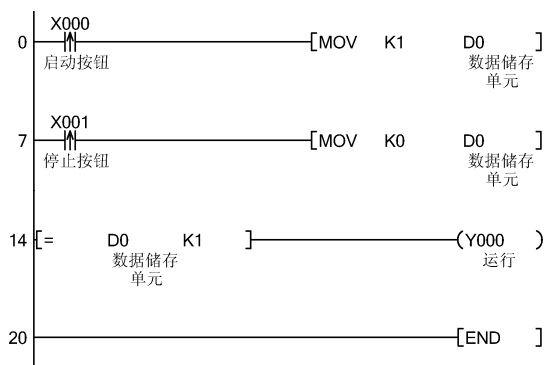 X000
0 [MOV K1 D0 ]
启动按钮 数据储存
单元
X001
7 [MOV K0 D0 ]
停止按钮 数据储存
单元
14 [= D0 K1 ] (Y000 )
数据储存 运行
单元
20 [END ]